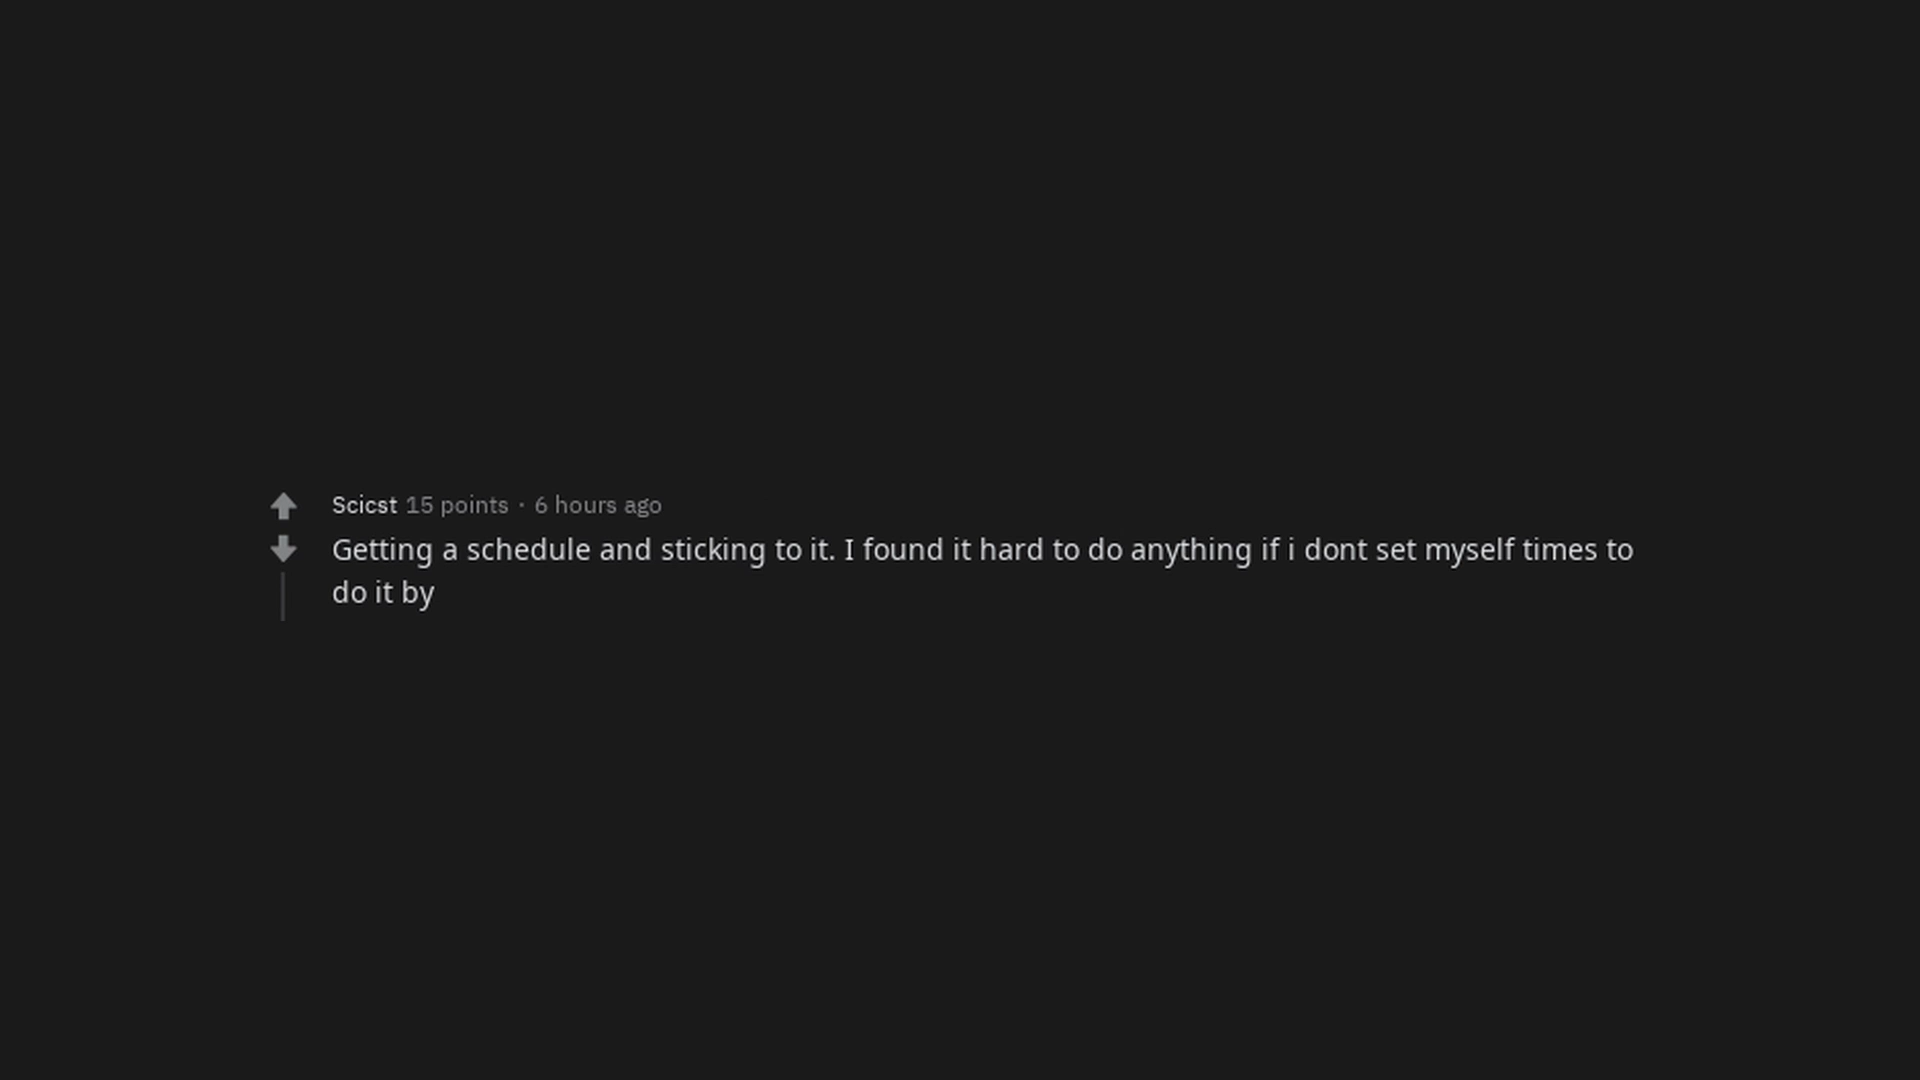 Scicst 15 points · 6 hours ago
Getting a schedule and sticking to it. I found it hard to do anything if i dont set myself times to
do it by